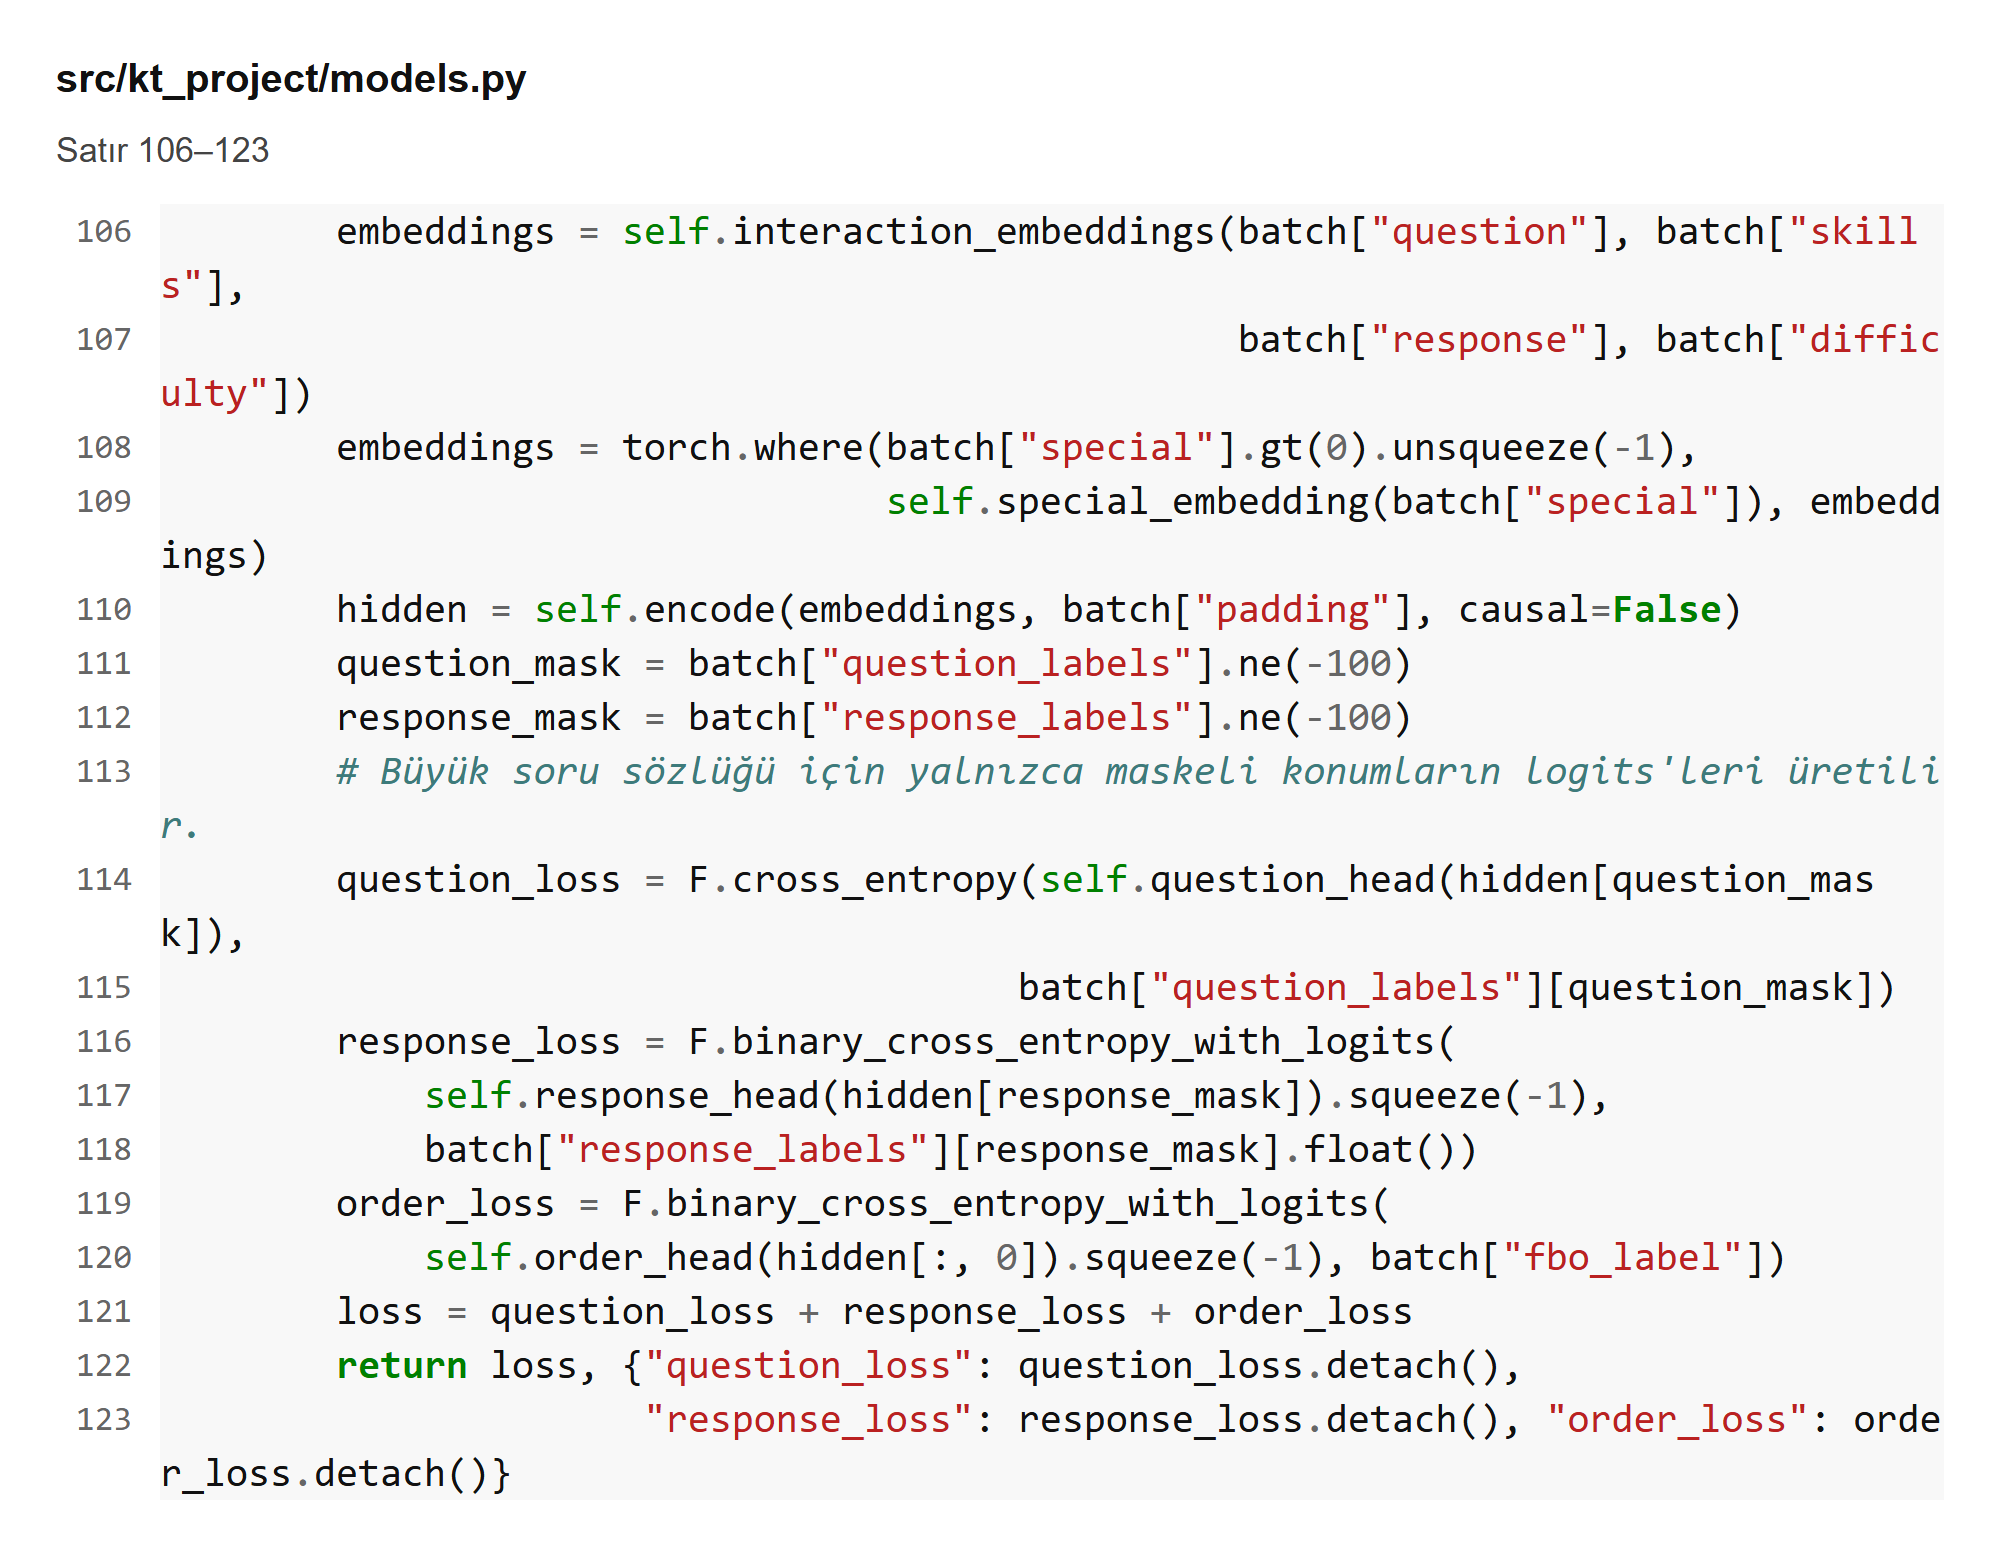 src/kt_project/models.py
Satır 106–123
106         embeddings = self.interaction_embeddings(batch["question"], batch["skill
s"],
107                                                  batch["response"], batch["diffic
ulty"])
108         embeddings = torch.where(batch["special"].gt(0).unsqueeze(-1),
109                                  self.special_embedding(batch["special"]), embedd
ings)
110         hidden = self.encode(embeddings, batch["padding"], causal=False)
111         question_mask = batch["question_labels"].ne(-100)
112         response_mask = batch["response_labels"].ne(-100)
113         # Büyük soru sözlüğü için yalnızca maskeli konumların logits'leri üretili
r.
114         question_loss = F.cross_entropy(self.question_head(hidden[question_mas
k]),
115                                        batch["question_labels"][question_mask])
116         response_loss = F.binary_cross_entropy_with_logits(
117             self.response_head(hidden[response_mask]).squeeze(-1),
118             batch["response_labels"][response_mask].float())
119         order_loss = F.binary_cross_entropy_with_logits(
120             self.order_head(hidden[:, 0]).squeeze(-1), batch["fbo_label"])
121         loss = question_loss + response_loss + order_loss
122         return loss, {"question_loss": question_loss.detach(),
123                       "response_loss": response_loss.detach(), "order_loss": orde
r_loss.detach()}